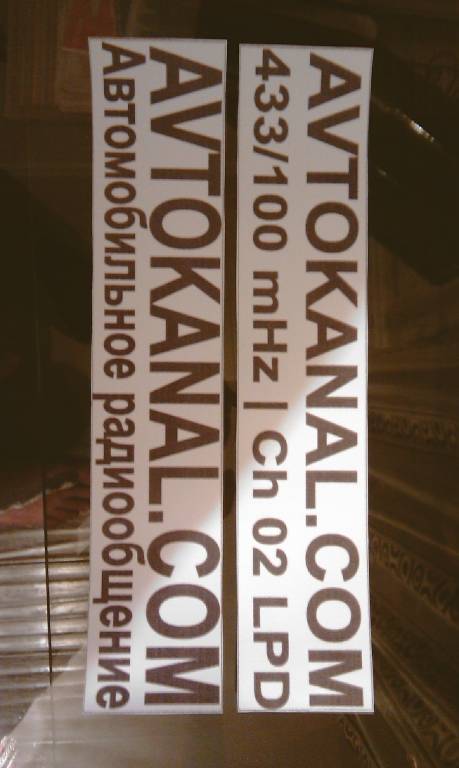 AVTOKANAL.COM
433/100 mHz | Ch 02 LPD
AVTOKANAL.COM
Автомобильное радиообщение